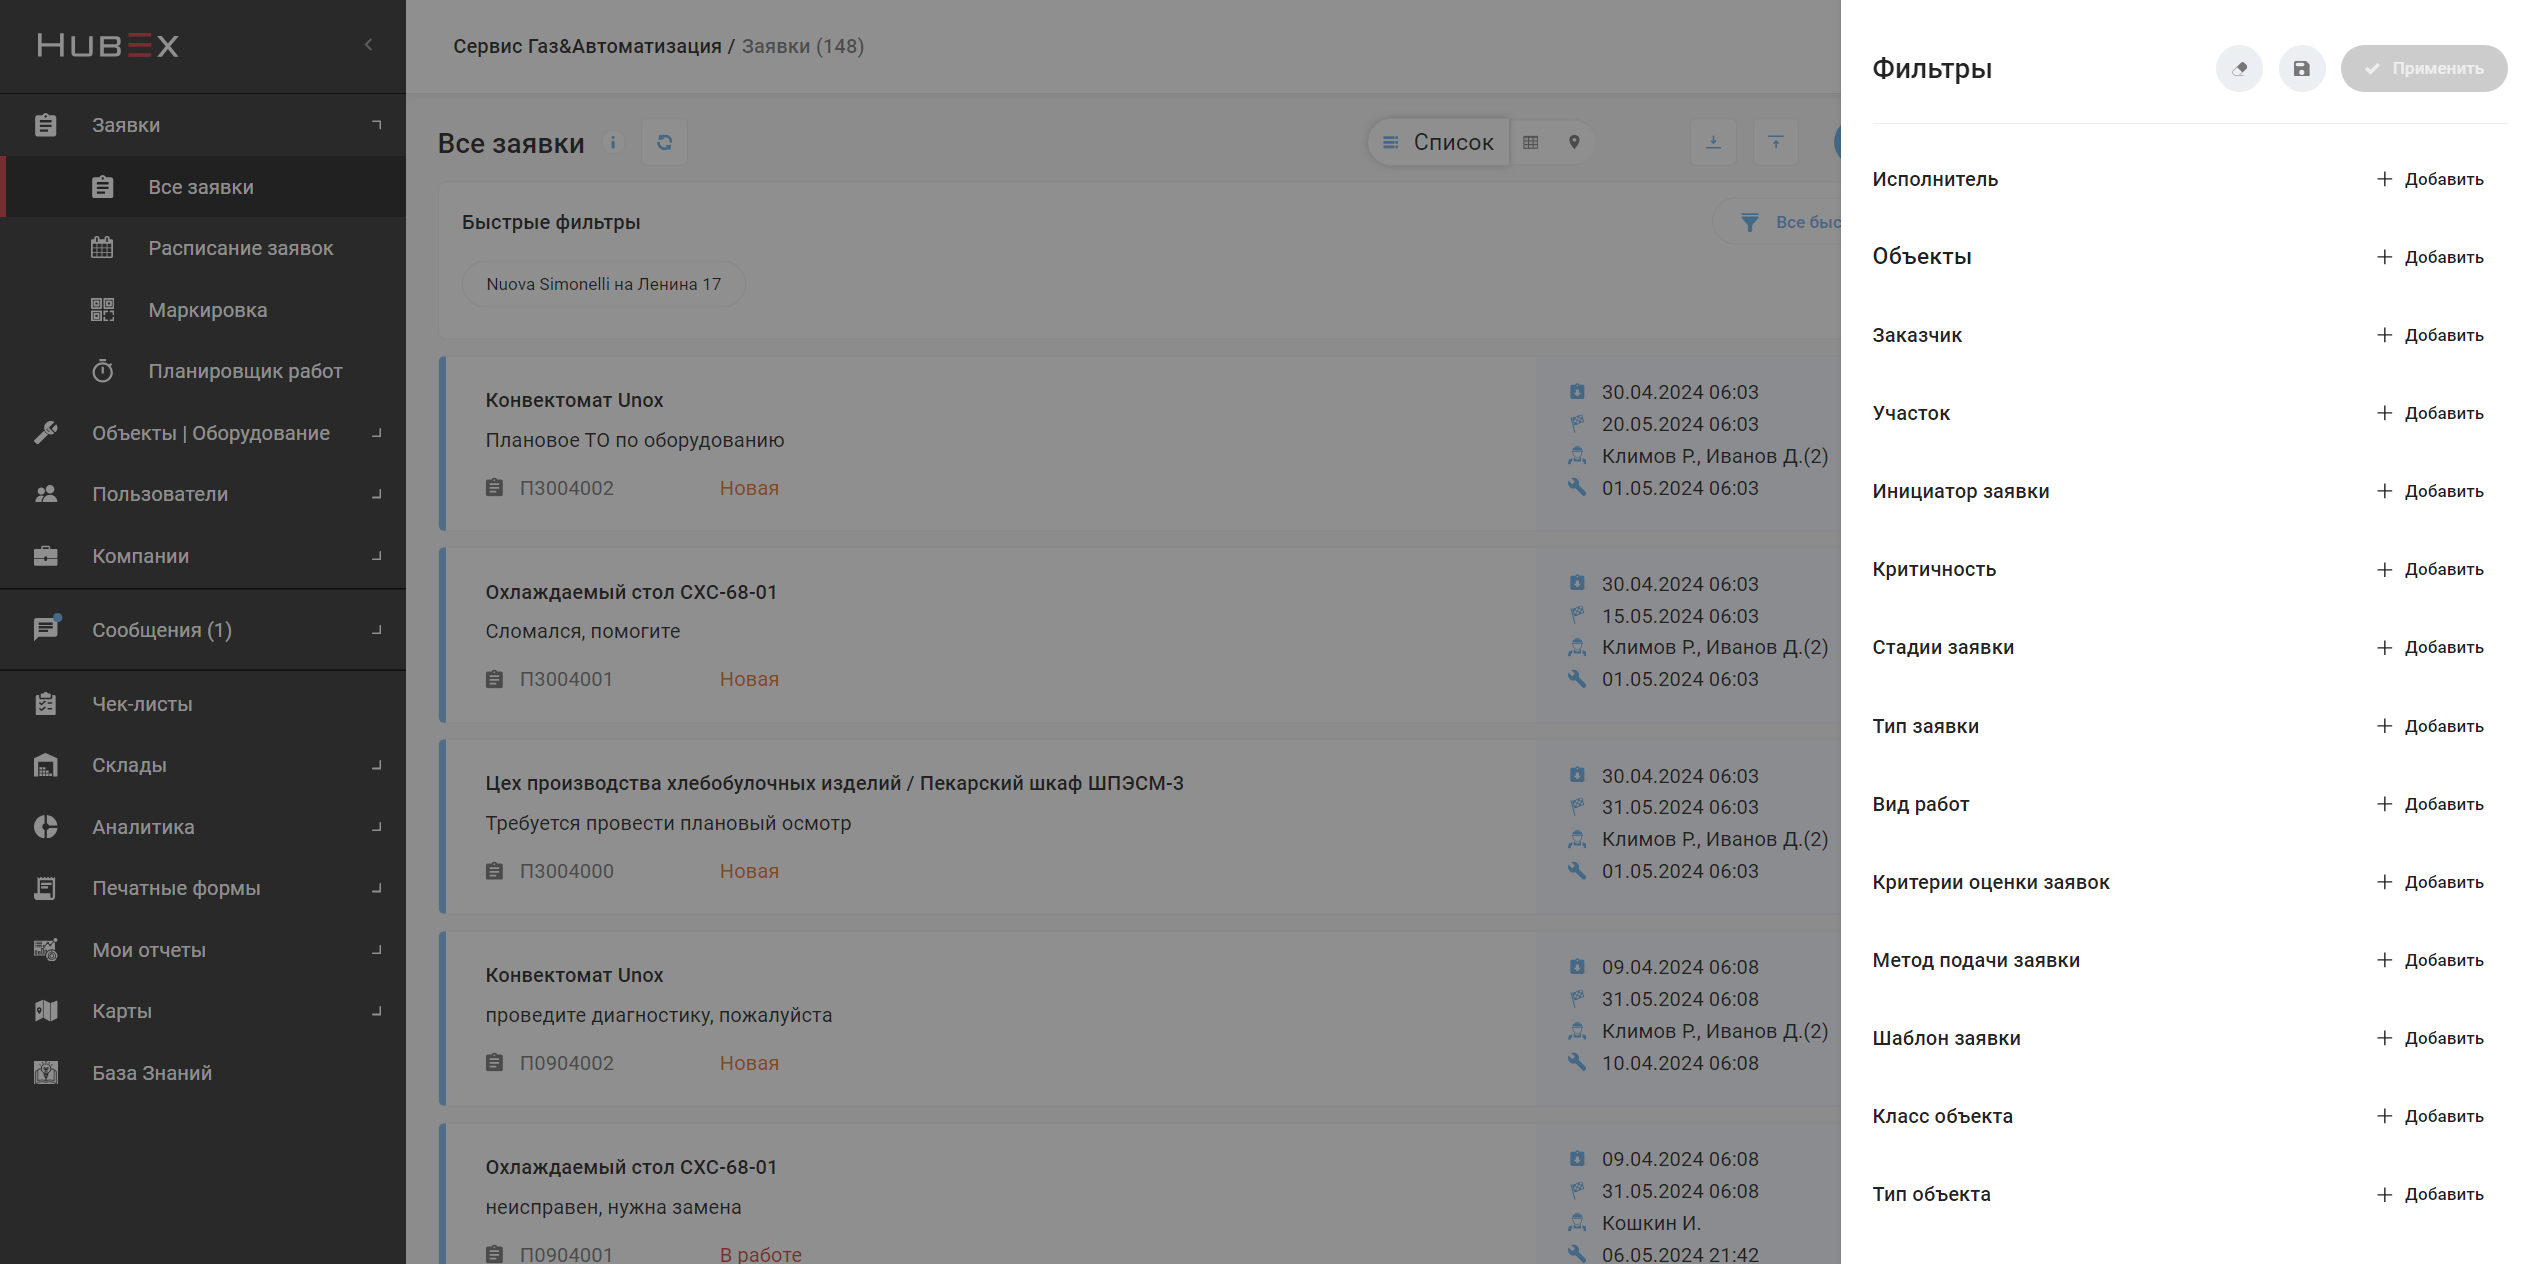 HUBEX
Заявки
Все заявки
Расписание заявок
Маркировка
Планировщик работ
Объекты | Оборудование
Пользователи
Компании
Сообщения (1)
Чек-листы
Склады
Аналитика
Печатные формы
Мои отчеты
Карты
База Знаний
Сервис Газ&Автоматизация / Заявки (148)
Все заявки
Список
Быстрые фильтры
Все быс
Nuova Simonelli на Ленина 17
Конвектомат Unox
Плановое ТО по оборудованию
П3004002 Новая
30.04.2024 06:03
20.05.2024 06:03
Климов Р., Иванов Д.(2)
01.05.2024 06:03
Охлаждаемый стол СХС-68-01
Сломался, помогите
П3004001 Новая
30.04.2024 06:03
15.05.2024 06:03
Климов Р., Иванов Д.(2)
01.05.2024 06:03
Цех производства хлебобулочных изделий / Пекарский шкаф ШПЭСМ-3
Требуется провести плановый осмотр
П3004000 Новая
30.04.2024 06:03
31.05.2024 06:03
Климов Р., Иванов Д.(2)
01.05.2024 06:03
Конвектомат Unox
проведите диагностику, пожалуйста
П0904002 Новая
09.04.2024 06:08
31.05.2024 06:08
Климов Р., Иванов Д.(2)
10.04.2024 06:08
Охлаждаемый стол СХС-68-01
неисправен, нужна замена
П0904001 В работе
09.04.2024 06:08
31.05.2024 06:08
Кошкин И.
06.05.2024 21:42
Фильтры
Применить
Исполнитель Добавить
Объекты Добавить
Заказчик Добавить
Участок Добавить
Инициатор заявки Добавить
Критичность Добавить
Стадии заявки Добавить
Тип заявки Добавить
Вид работ Добавить
Критерии оценки заявок Добавить
Метод подачи заявки Добавить
Шаблон заявки Добавить
Класс объекта Добавить
Тип объекта Добавить